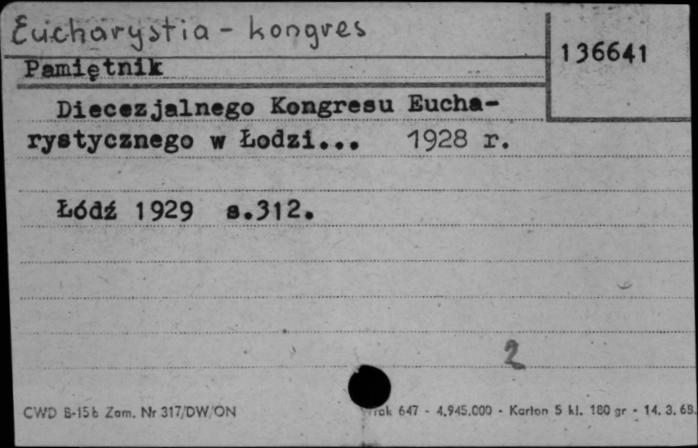 Eucharystia - kongres
136641
Pamiętnik
Diecezjalnego Kongresu Eucha-
rystycznego w Łodzi... 1928 r.
Łódź 1929 s.312.
2
CWD B-15b Zam. Nr 317/DW/ON
647 - 4.945.000 - Karton 5 kl. 180 gr - 14. 3. 68.